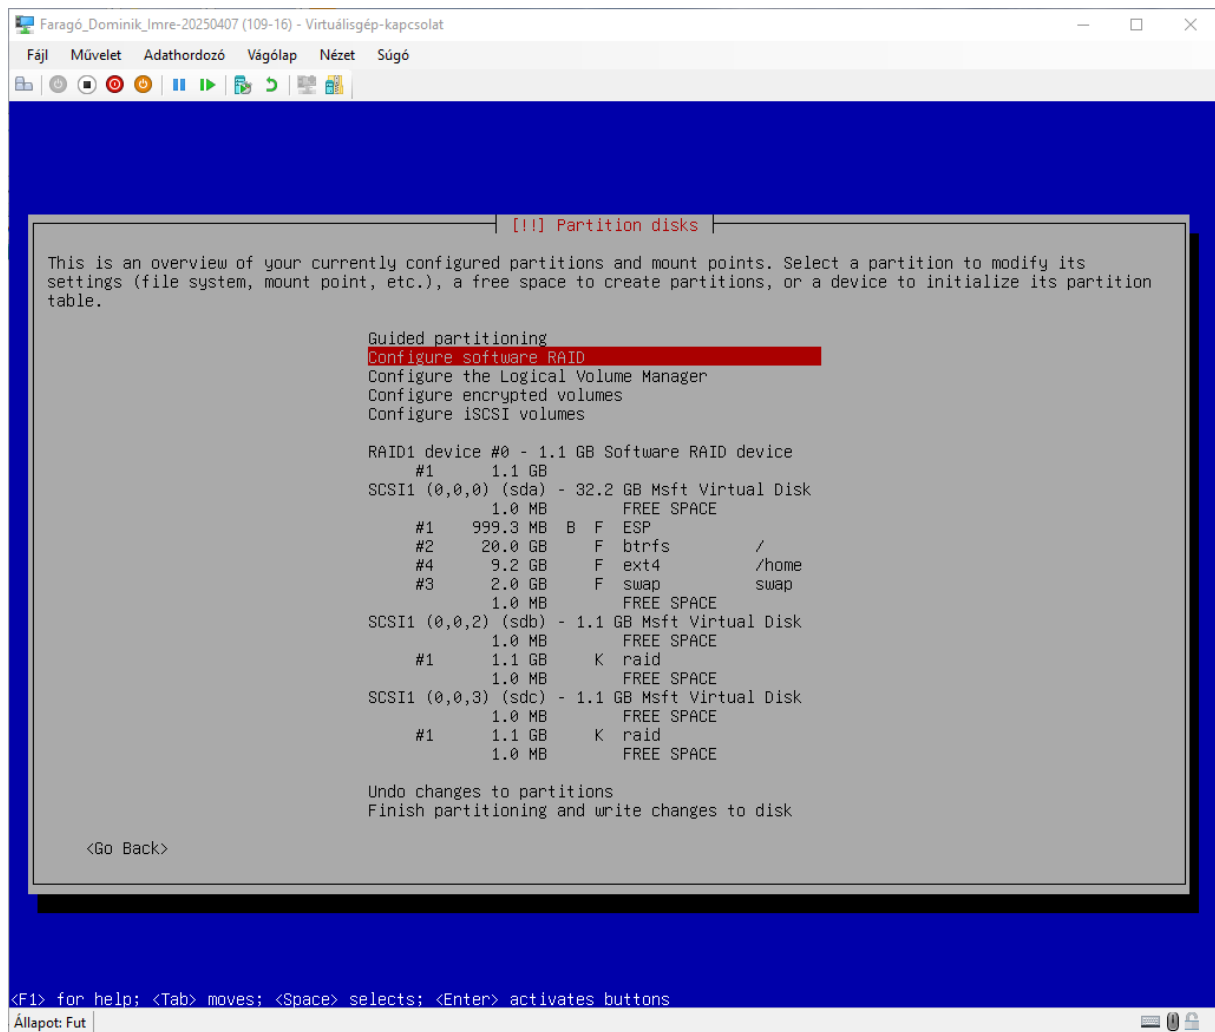 Faragó_Dominik_Imre-20250407 (109-16) - Virtuálisgép-kapcsolat
Fájl Művelet Adathordozó Vágólap Nézet Súgó
[!!] Partition disks
This is an overview of your currently configured partitions and mount points. Select a partition to modify its
settings (file system, mount point, etc.), a free space to create partitions, or a device to initialize its partition
table.
Guided partitioning
Configure software RAID
Configure the Logical Volume Manager
Configure encrypted volumes
Configure iSCSI volumes
RAID1 device #0 - 1.1 GB Software RAID device
#1 1.1 GB
SCSI1 (0,0,0) (sda) - 32.2 GB Msft Virtual Disk
1.0 MB FREE SPACE
#1 999.3 MB B F ESP
#2 20.0 GB F btrfs /
#4 9.2 GB F ext4 /home
#3 2.0 GB F swap swap
1.0 MB FREE SPACE
SCSI1 (0,0,2) (sdb) - 1.1 GB Msft Virtual Disk
1.0 MB FREE SPACE
#1 1.1 GB K raid
1.0 MB FREE SPACE
SCSI1 (0,0,3) (sdc) - 1.1 GB Msft Virtual Disk
1.0 MB FREE SPACE
#1 1.1 GB K raid
1.0 MB FREE SPACE
Undo changes to partitions
Finish partitioning and write changes to disk
<Go Back>
<F1> for help; <Tab> moves; <Space> selects; <Enter> activates buttons
Állapot: Fut